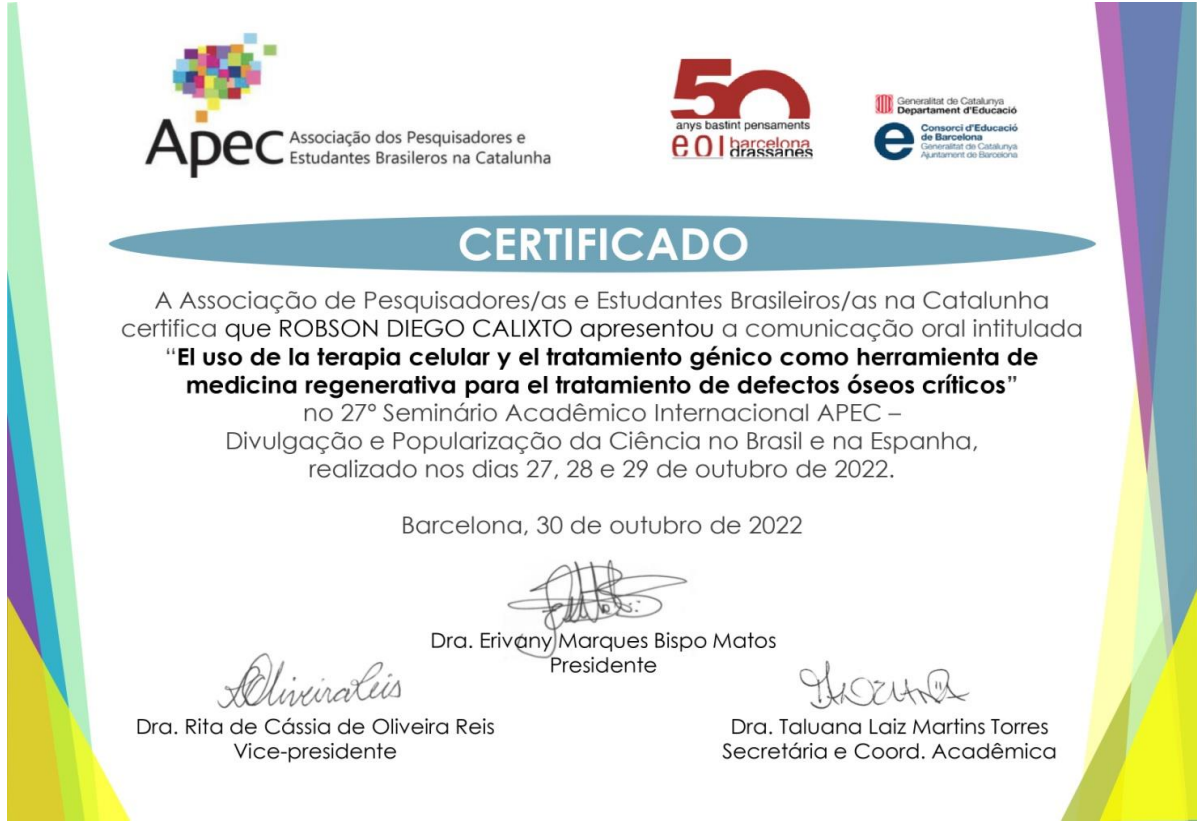 Apec
Associação dos Pesquisadores e
Estudantes Brasileros na Catalunha
50
anys bastint pensaments
eoi barcelona
drassanes
Generalitat de Catalunya
Departament d'Educació
e
Consorci d'Educació
de Barcelona
Generalitat de Catalunya
Ajuntament de Barcelona
CERTIFICADO
A Associação de Pesquisadores/as e Estudantes Brasileiros/as na Catalunha
certifica que ROBSON DIEGO CALIXTO apresentou a comunicação oral intitulada
“El uso de la terapia celular y el tratamiento génico como herramienta de
medicina regenerativa para el tratamiento de defectos óseos críticos”
no 27º Seminário Acadêmico Internacional APEC –
Divulgação e Popularização da Ciência no Brasil e na Espanha,
realizado nos dias 27, 28 e 29 de outubro de 2022.
Barcelona, 30 de outubro de 2022
Dra. Erivany Marques Bispo Matos
Presidente
Dra. Rita de Cássia de Oliveira Reis
Vice-presidente
Dra. Taluana Laiz Martins Torres
Secretária e Coord. Acadêmica